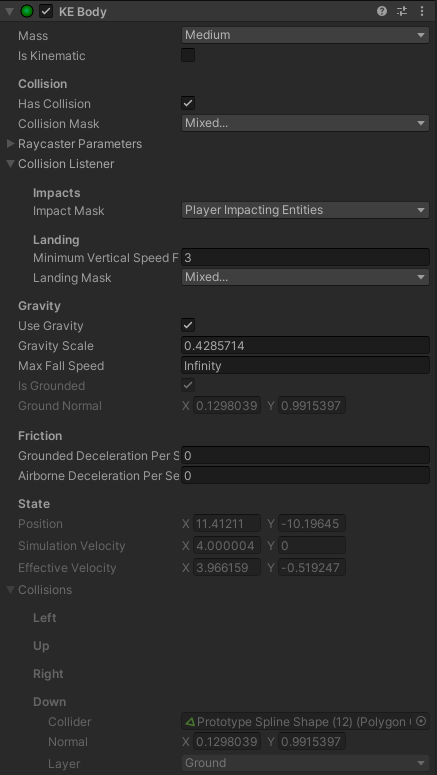 KE Body
Mass Medium
Is Kinematic
Collision
Has Collision
Collision Mask Mixed...
Raycaster Parameters
Collision Listener
Impacts
Impact Mask Player Impacting Entities
Landing
Minimum Vertical Speed F 3
Landing Mask Mixed...
Gravity
Use Gravity
Gravity Scale 0.4285714
Max Fall Speed Infinity
Is Grounded
Ground Normal X 0.1298039 Y 0.9915397
Friction
Grounded Deceleration Per S 0
Airborne Deceleration Per Se 0
State
Position X 11.41211 Y -10.19645
Simulation Velocity X 4.000004 Y 0
Effective Velocity X 3.966159 Y -0.519247
Collisions
Left
Up
Right
Down
Collider Prototype Spline Shape (12) (Polygon
Normal X 0.1298039 Y 0.9915397
Layer Ground